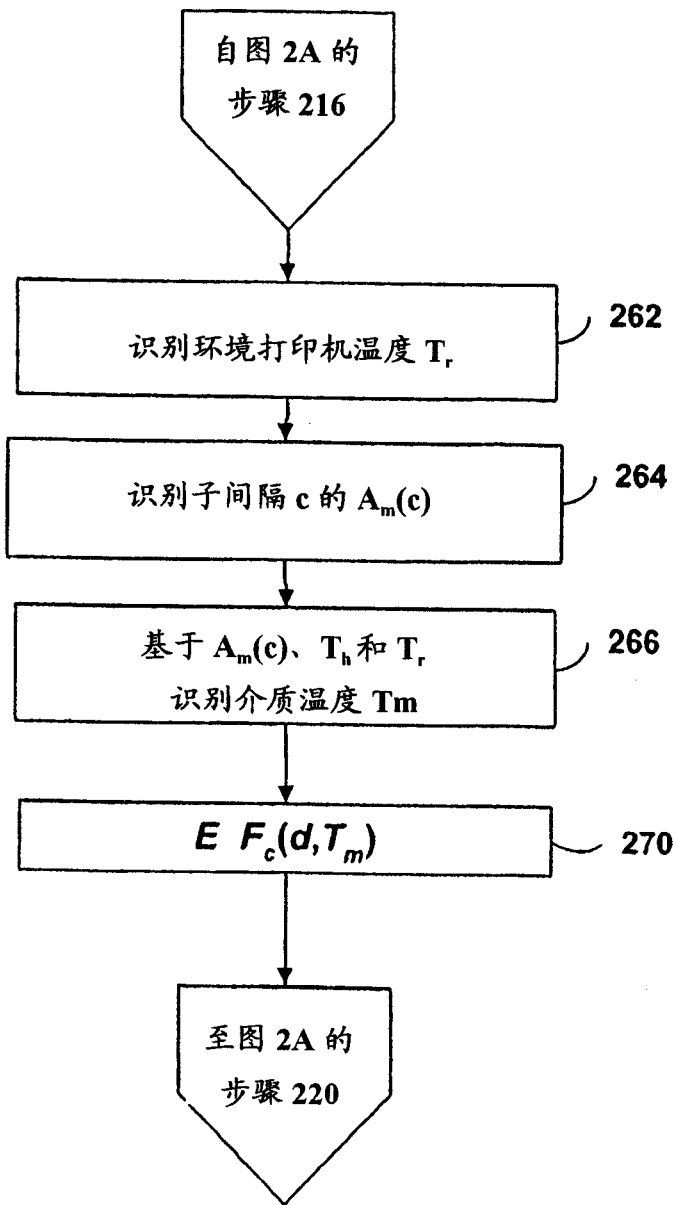 自图 2A 的
步骤 216
识别环境打印机温度 Tr
262
识别子间隔 c 的 Am(c)
264
基于 Am(c)、Th 和 Tr
识别介质温度 Tm
266
E Fc(d,Tm)
270
至图 2A 的
步骤 220